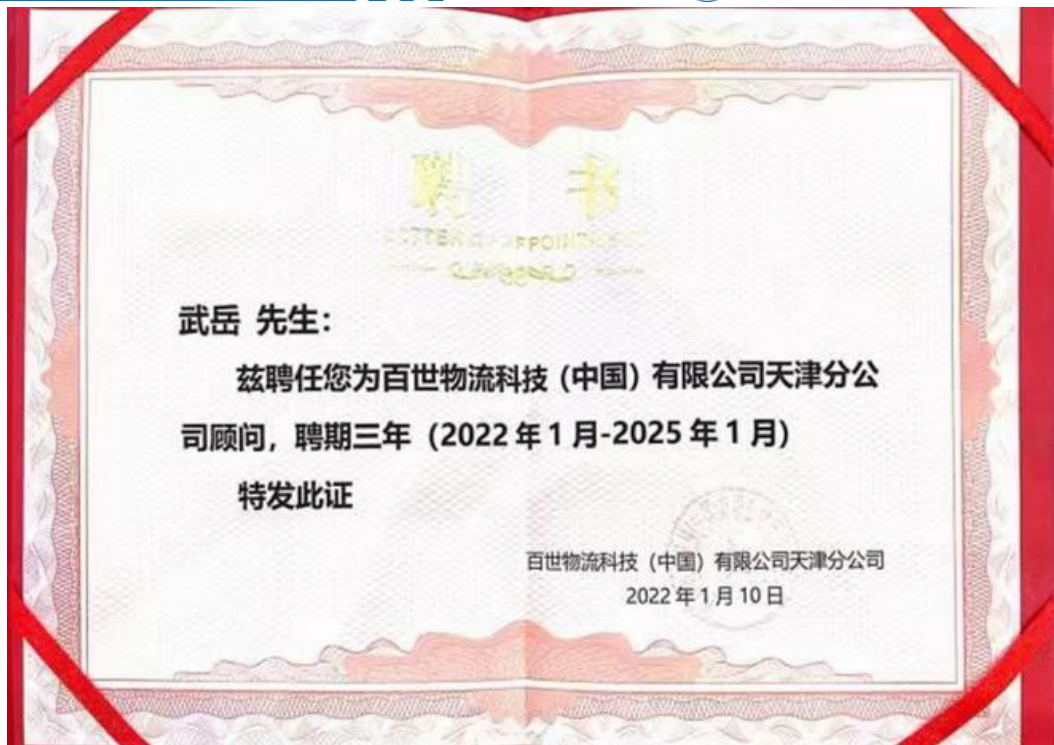 聘 书
武岳 先生：
兹聘任您为百世物流科技（中国）有限公司天津分公
司顾问，聘期三年（2022年1月-2025年1月）
特发此证
百世物流科技（中国）有限公司天津分公司
2022年1月10日